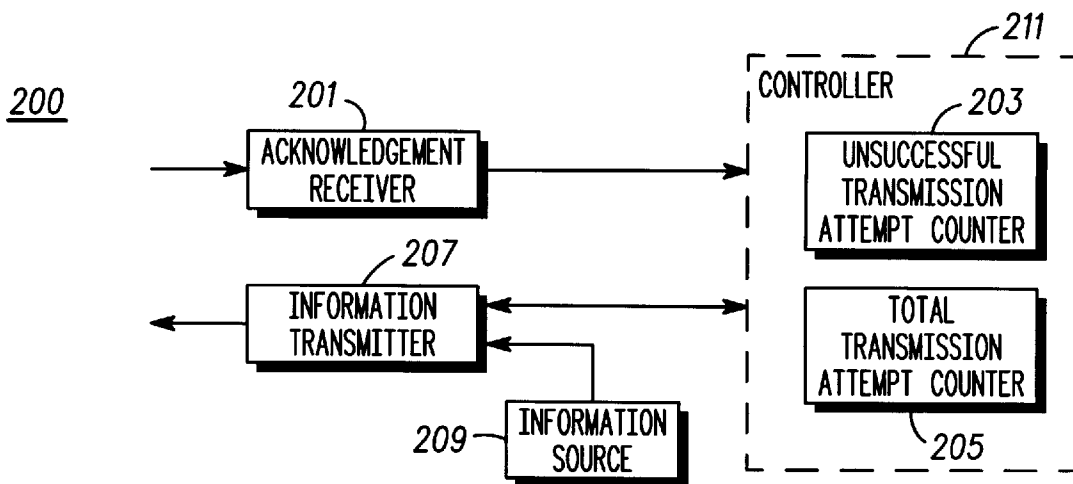 200
201
ACKNOWLEDGEMENT
RECEIVER
207
INFORMATION
TRANSMITTER
209
INFORMATION
SOURCE
211
CONTROLLER
203
UNSUCCESSFUL
TRANSMISSION
ATTEMPT COUNTER
TOTAL
TRANSMISSION
ATTEMPT COUNTER
205